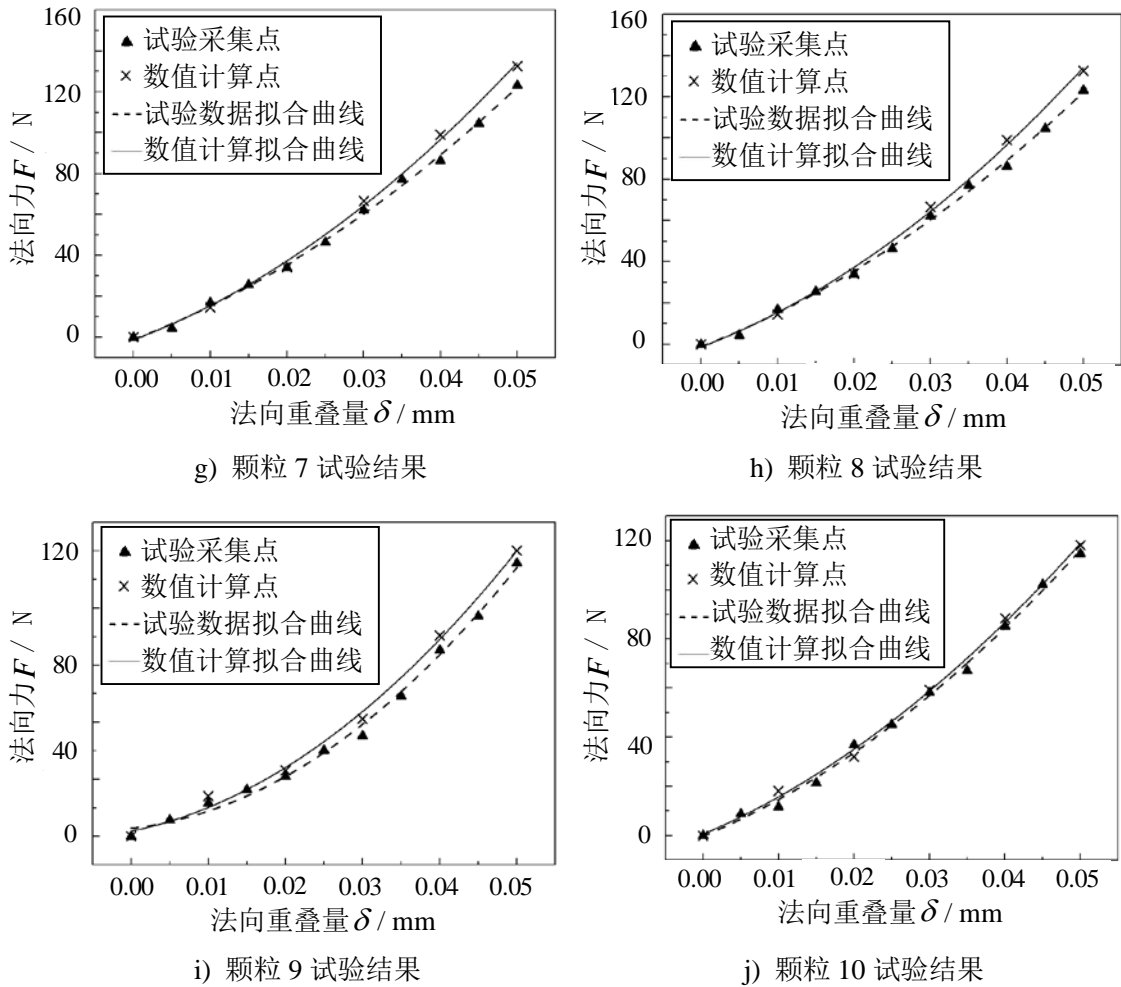 160
120
80
40
0
法向力F / N
▲ 试验采集点
× 数值计算点
试验数据拟合曲线
数值计算拟合曲线
0.00 0.01 0.02 0.03 0.04 0.05
法向重叠量 δ / mm
g) 颗粒 7 试验结果
160
120
80
40
0
法向力F / N
▲ 试验采集点
× 数值计算点
试验数据拟合曲线
数值计算拟合曲线
0.00 0.01 0.02 0.03 0.04 0.05
法向重叠量 δ / mm
h) 颗粒 8 试验结果
120
80
40
0
法向力F / N
▲ 试验采集点
× 数值计算点
试验数据拟合曲线
数值计算拟合曲线
0.00 0.01 0.02 0.03 0.04 0.05
法向重叠量 δ / mm
i) 颗粒 9 试验结果
120
80
40
0
法向力F / N
▲ 试验采集点
× 数值计算点
试验数据拟合曲线
数值计算拟合曲线
0.00 0.01 0.02 0.03 0.04 0.05
法向重叠量 δ / mm
j) 颗粒 10 试验结果